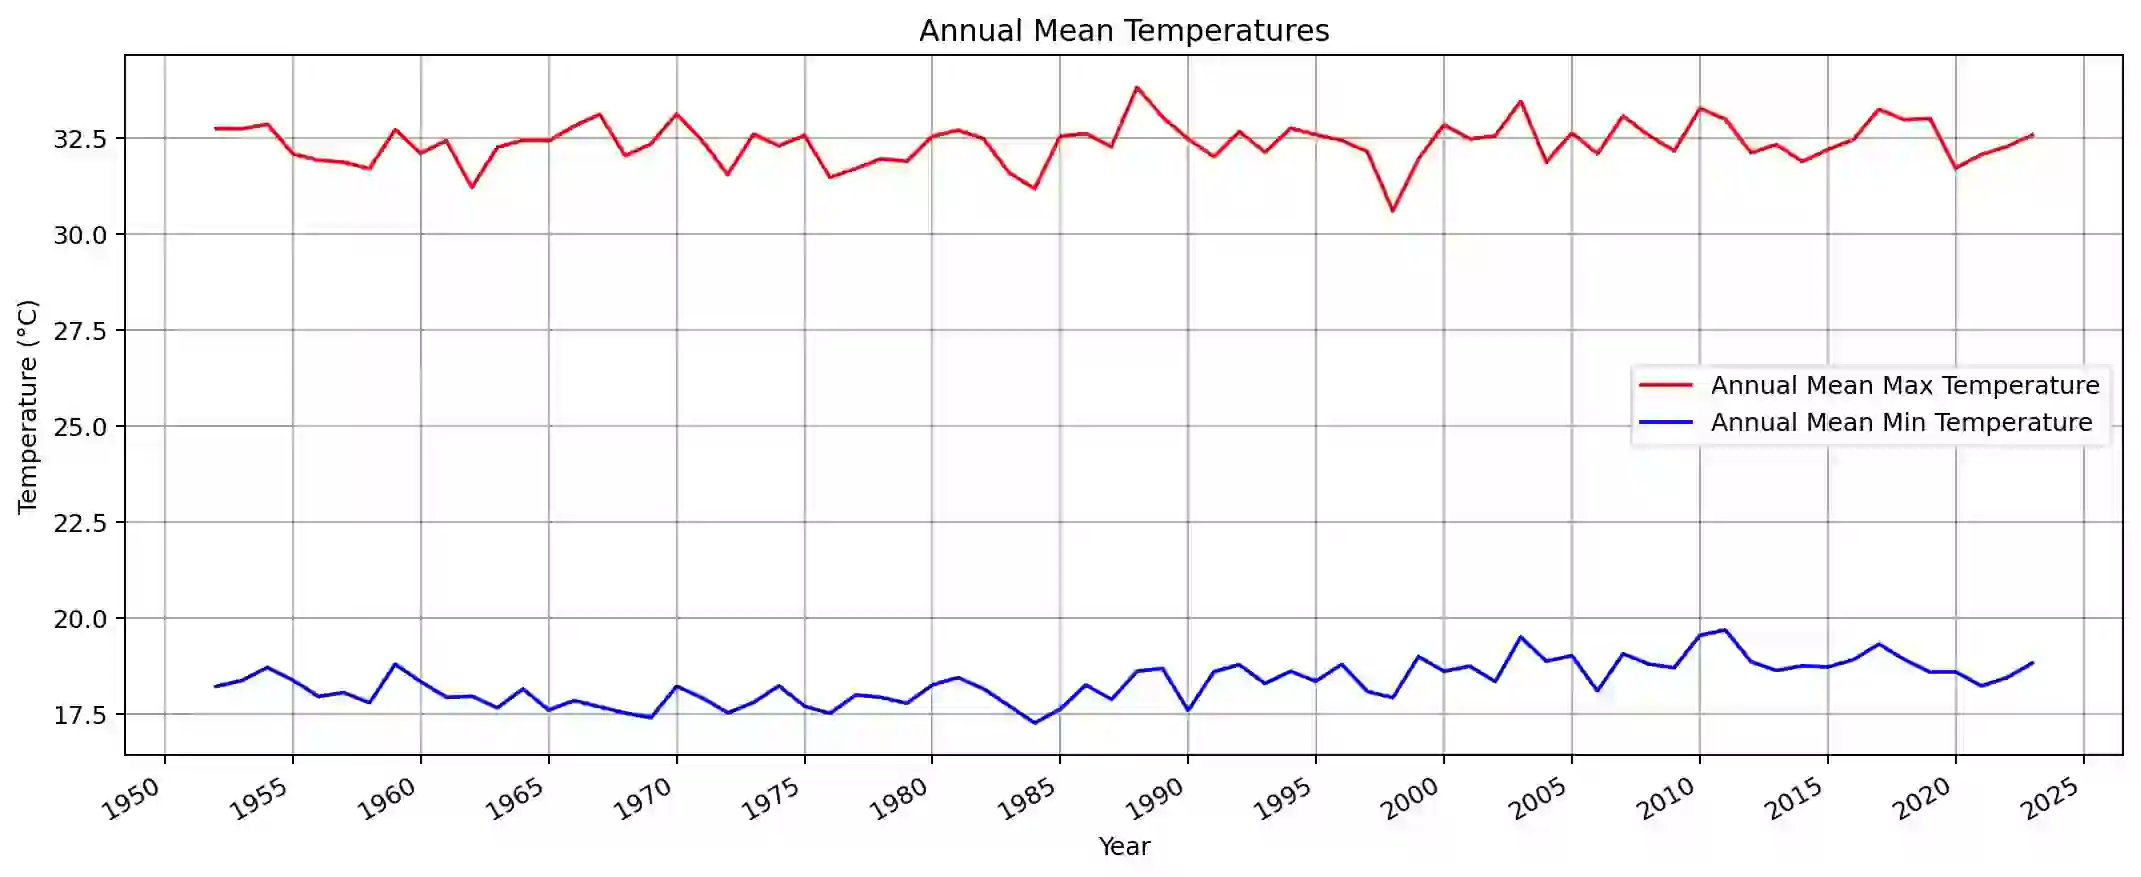 Annual Mean Temperatures
32.5
30.0
27.5
25.0
22.5
20.0
17.5
Temperature (°C)
Annual Mean Max Temperature
Annual Mean Min Temperature
1950 1955 1960 1965 1970 1975 1980 1985 1990 1995 2000 2005 2010 2015 2020 2025
Year